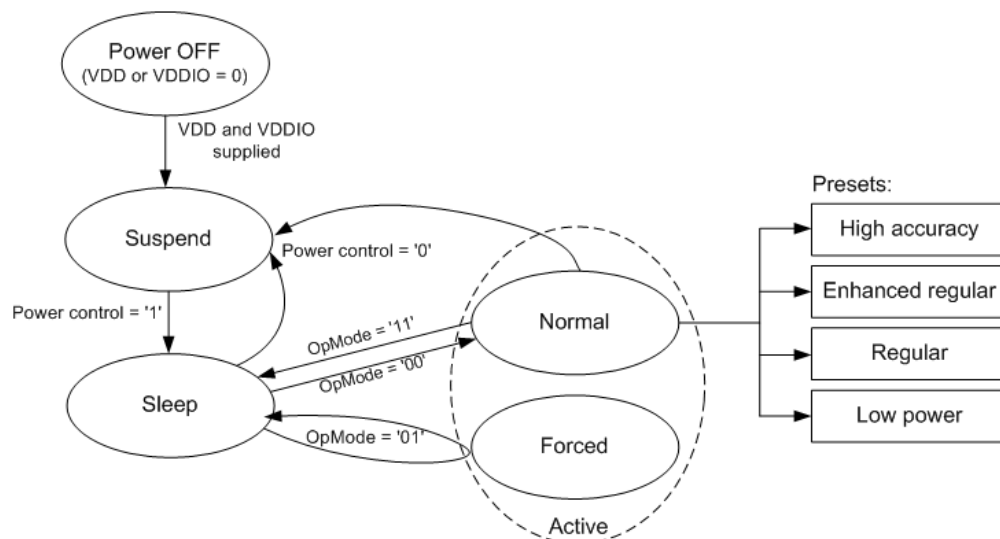 Power OFF
(VDD or VDDIO = 0)
VDD and VDDIO
supplied
Presets:
High accuracy
Suspend
Power control = '0'
Enhanced regular
Power control = '1'
OpMode = '11'
Normal
Regular
OpMode = '00'
Sleep
Low power
OpMode = '01'
Forced
Active